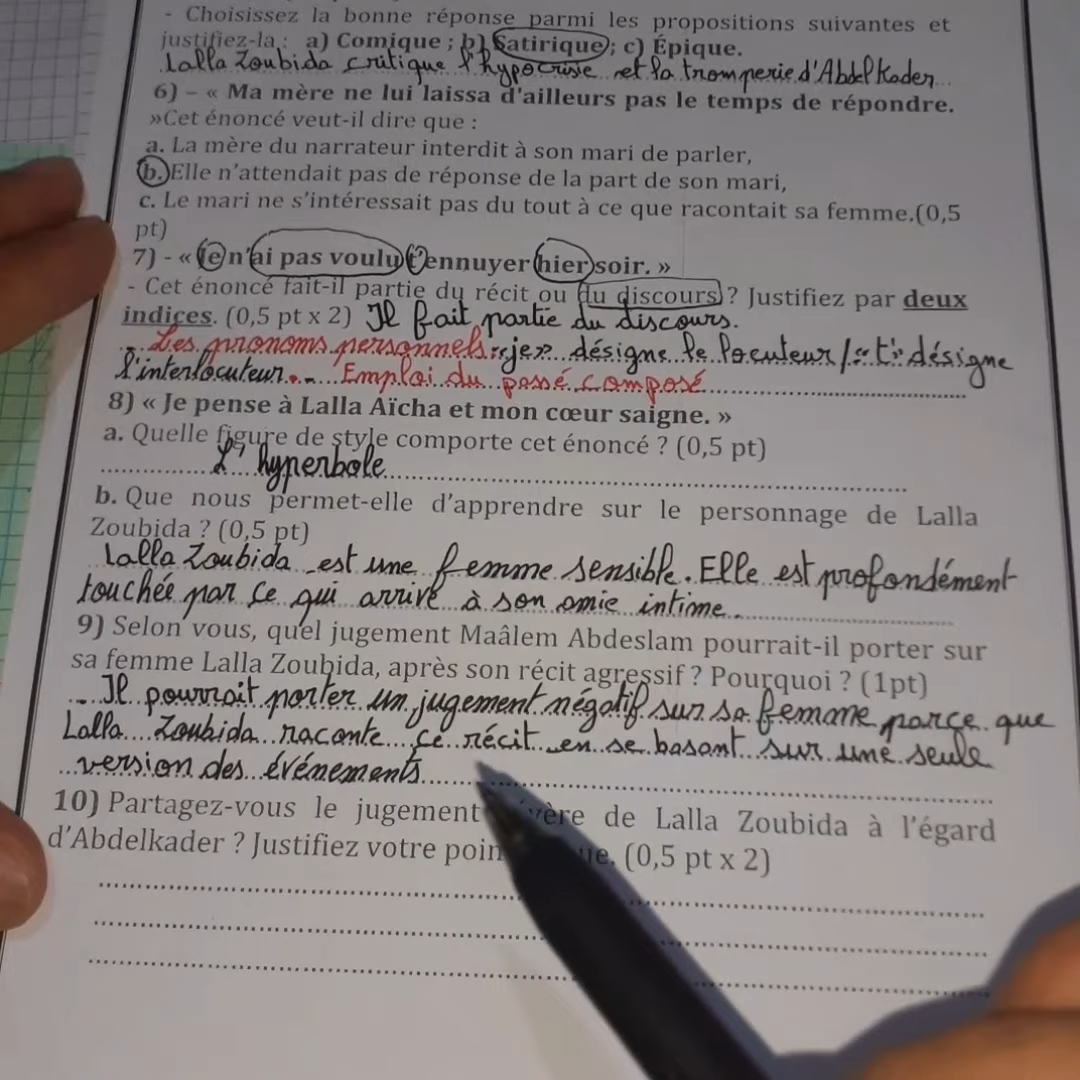 - Choisissez la bonne réponse parmi les propositions suivantes et
justifiez-la : a) Comique ; b) Satirique; c) Épique.
Lalla Zoubida critique l'hypocrisie et la tromperie d'Abdel Kader
6) – « Ma mère ne lui laissa d'ailleurs pas le temps de répondre.
»Cet énoncé veut-il dire que :
a. La mère du narrateur interdit à son mari de parler,
b. Elle n'attendait pas de réponse de la part de son mari,
c. Le mari ne s'intéressait pas du tout à ce que racontait sa femme.(0,5
pt)
7) - « je n'ai pas voulu t'ennuyer hier soir. »
- Cet énoncé fait-il partie du récit ou du discours ? Justifiez par deux
indices. (0,5 pt x 2) Il fait partie du discours.
Les pronoms personnels : «je» désigne le locuteur / «t'» désigne
l'interlocuteur. Emploi du passé composé
8) « Je pense à Lalla Aïcha et mon cœur saigne. »
a. Quelle figure de style comporte cet énoncé ? (0,5 pt)
L'hyperbole
b. Que nous permet-elle d'apprendre sur le personnage de Lalla
Zoubida ? (0,5 pt)
Lalla Zoubida est une femme sensible. Elle est profondément
touchée par ce qui arrive à son amie intime.
9) Selon vous, quel jugement Maâlem Abdeslam pourrait-il porter sur
sa femme Lalla Zoubida, après son récit agressif ? Pourquoi ? (1pt)
Il pourrait porter un jugement négatif sur sa femme parce que
Lalla Zoubida raconte ce récit en se basant sur une seule
version des événements
10) Partagez-vous le jugement de Lalla Zoubida à l'égard
d'Abdelkader ? Justifiez votre (0,5 pt x 2)